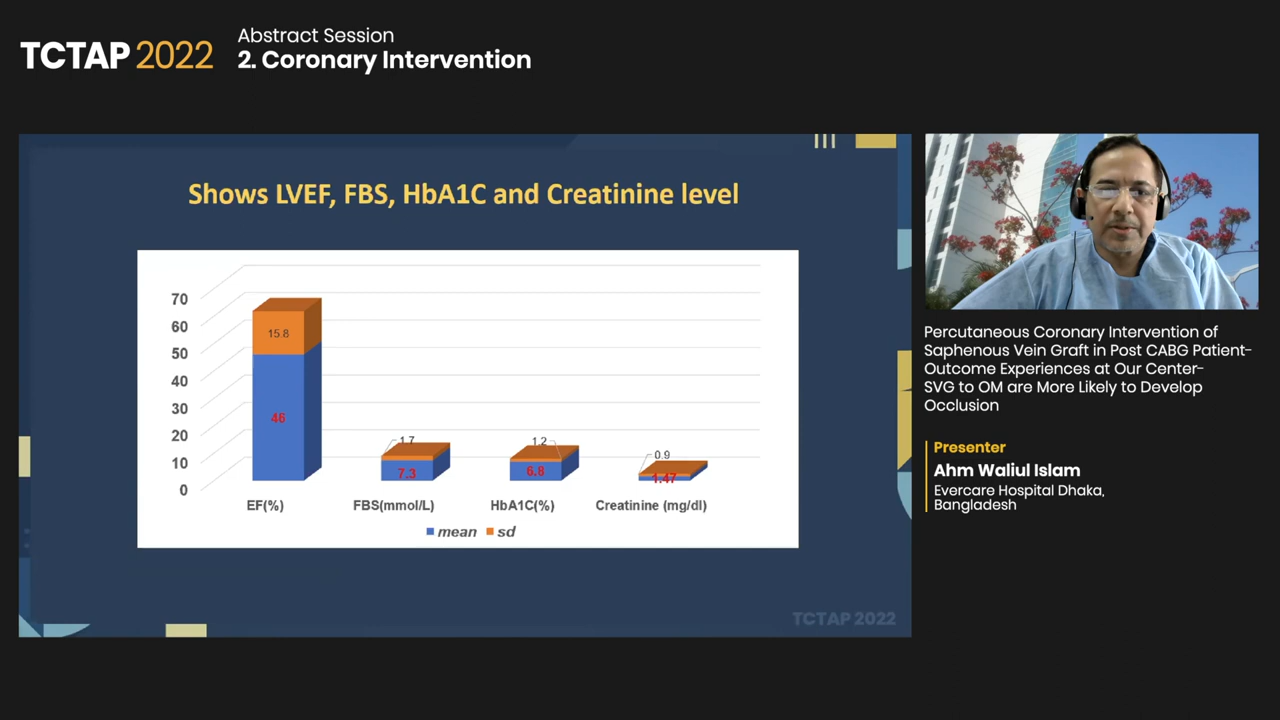 TCTAP 2022
Abstract Session
2. Coronary Intervention
Shows LVEF, FBS, HbA1C and Creatinine level
70
60
50
40
30
20
10
0
15.8
46
1.7
7.3
1.2
6.8
0.9
1.47
EF(%)
FBS(mmol/L)
HbA1C(%)
Creatinine (mg/dl)
mean
sd
TCTAP 2022
Percutaneous Coronary Intervention of
Saphenous Vein Graft in Post CABG Patient-
Outcome Experiences at Our Center-
SVG to OM are More Likely to Develop
Occlusion
Presenter
Ahm Waliul Islam
Evercare Hospital Dhaka,
Bangladesh